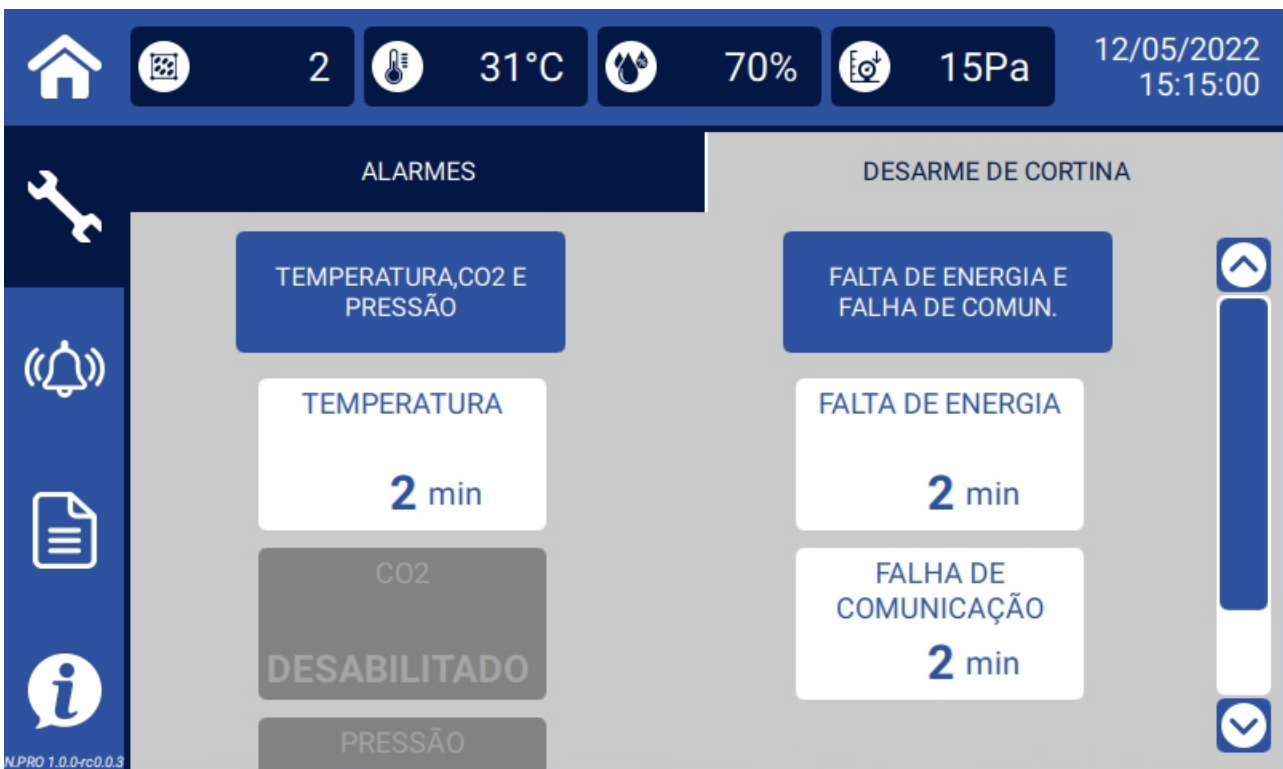 2
31°C
70%
15Pa
12/05/2022
15:15:00
ALARMES
DESARME DE CORTINA
TEMPERATURA,CO2 E
PRESSÃO
FALTA DE ENERGIA E
FALHA DE COMUN.
TEMPERATURA
2 min
FALTA DE ENERGIA
2 min
CO2
DESABILITADO
FALHA DE
COMUNICAÇÃO
2 min
PRESSÃO
N.PRO 1.0.0-rc0.0.3